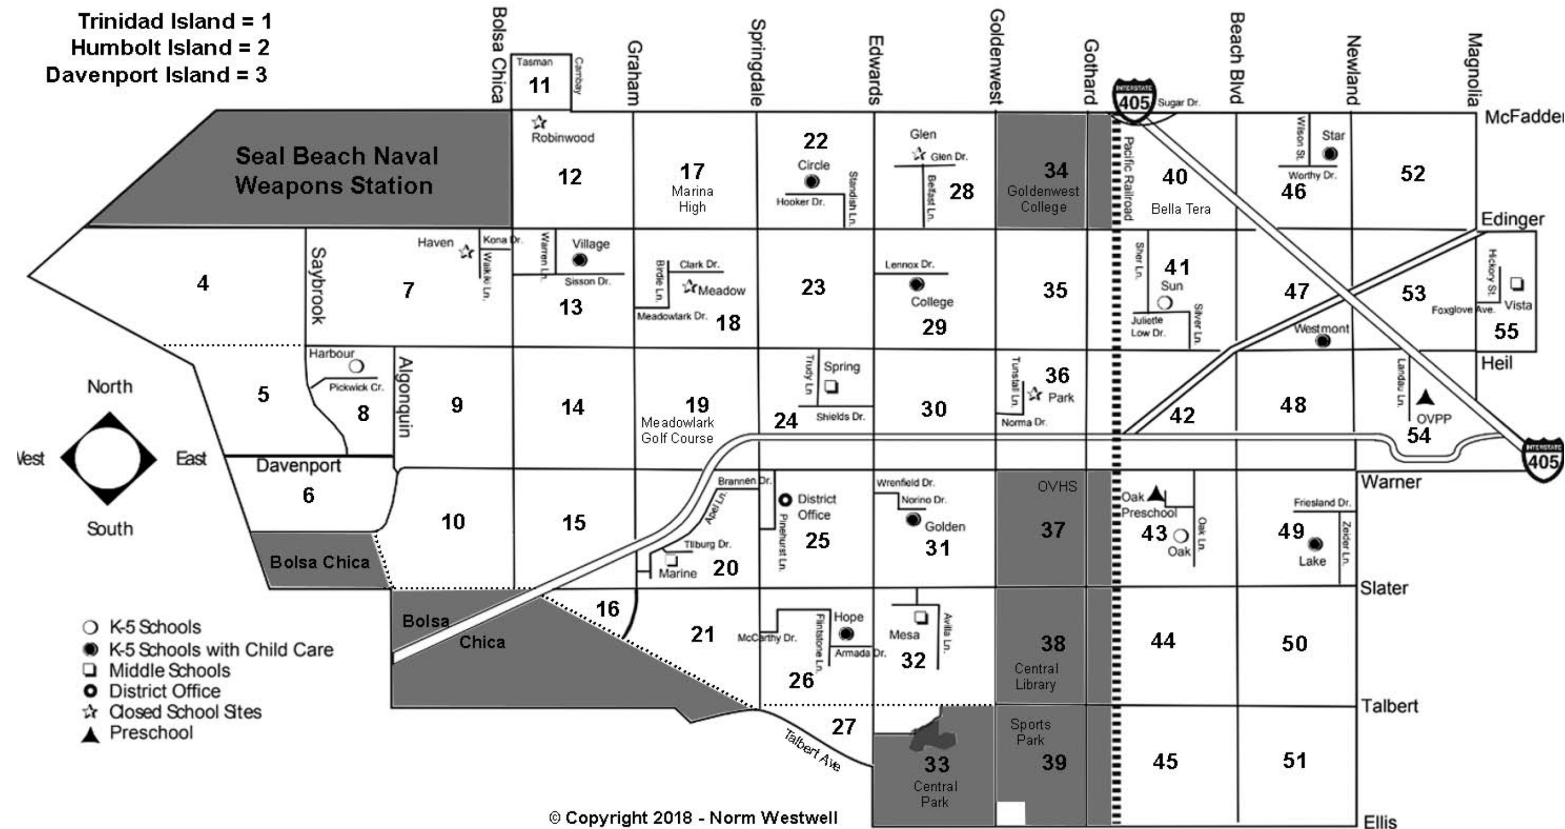 Trinidad Island = 1
Humbolt Island = 2
Davenport Island = 3
Bolsa Chica
Graham
Springdale
Edwards
Goldenwest
Gothard
Beach Blvd
Newland
Magnolia
Tasman
Cambay
11
INTERSTATE
405
Sugar Dr.
McFadden
Seal Beach Naval
Weapons Station
Robinwood
12
17
Marina
High
22
Circle
Hooker Dr.
Standish Ln.
Glen
Glen Dr.
Belfast Ln.
28
34
Goldenwest
College
Pacific Railroad
40
Bella Tera
Wilson St.
Star
Worthy Dr.
46
52
Edinger
4
Saybrook
7
Haven
Kona Dr.
Waikiki Ln.
Warren Ln.
Village
Sisson Dr.
13
Birdie Ln.
Clark Dr.
Meadow
Meadowlark Dr.
18
23
Lennox Dr.
College
29
35
Sher Ln.
41
Sun
Juliette
Low Dr.
Silver Ln.
47
Westmont
53
Hickory St.
Foxglove Ave.
Vista
55
Heil
5
Harbour
Pickwick Cr.
8
Algonquin
9
14
19
Meadowlark
Golf Course
Trudy Ln
Spring
Shields Dr.
24
30
Tunstall Ln.
36
Park
Norma Dr.
42
48
Landau Ln.
OVPP
54
INTERSTATE
405
North
West
East
South
Davenport
6
Warner
10
15
Brannen Dr.
Apel Ln.
Tilburg Dr.
Marine
20
Pinehurst Ln.
District
Office
25
Wrenfield Dr.
Norino Dr.
Golden
31
OVHS
37
Oak
Preschool
43
Oak
Oak Ln.
Friesland Dr.
49
Lake
Zeider Ln.
Bolsa Chica
Slater
Bolsa
Chica
16
21
McCarthy Dr.
Flintstone Ln.
Hope
Armada Dr.
26
Mesa
Avilla Ln.
32
38
Central
Library
44
50
Talbert
K-5 Schools
K-5 Schools with Child Care
Middle Schools
District Office
Closed School Sites
Preschool
27
Talbert Ave
33
Central
Park
Sports
Park
39
45
51
Ellis
© Copyright 2018 - Norm Westwell